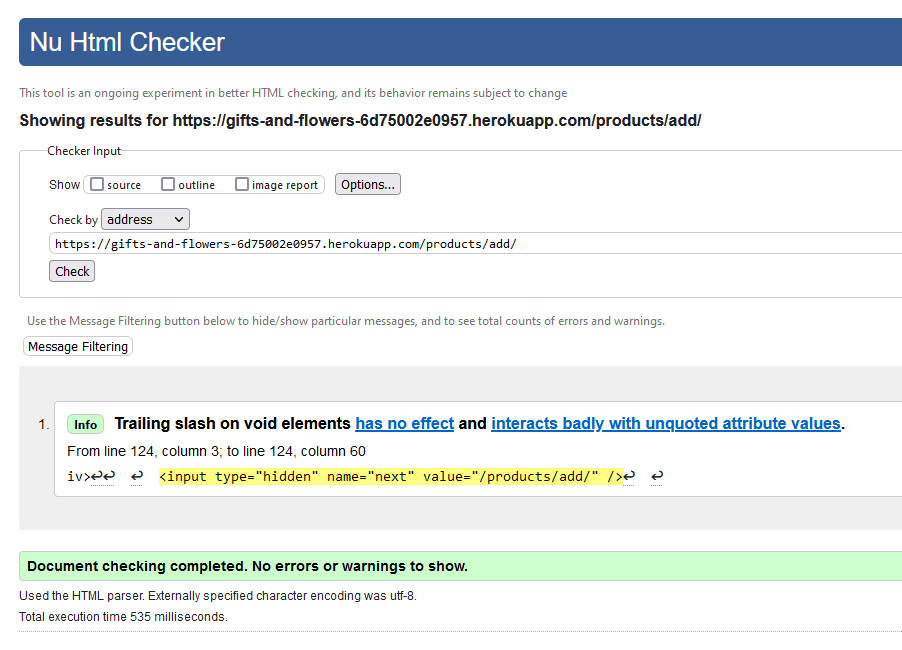 Nu Html Checker
This tool is an ongoing experiment in better HTML checking, and its behavior remains subject to change
Showing results for https://gifts-and-flowers-6d75002e0957.herokuapp.com/products/add/
Checker Input
Show source outline image report Options...
Check by address
https://gifts-and-flowers-6d75002e0957.herokuapp.com/products/add/
Check
Use the Message Filtering button below to hide/show particular messages, and to see total counts of errors and warnings.
Message Filtering
1. Info Trailing slash on void elements has no effect and interacts badly with unquoted attribute values.
From line 124, column 3; to line 124, column 60
iv>↩↩ ↩ <input type="hidden" name="next" value="/products/add/" />↩ ↩
Document checking completed. No errors or warnings to show.
Used the HTML parser. Externally specified character encoding was utf-8.
Total execution time 535 milliseconds.